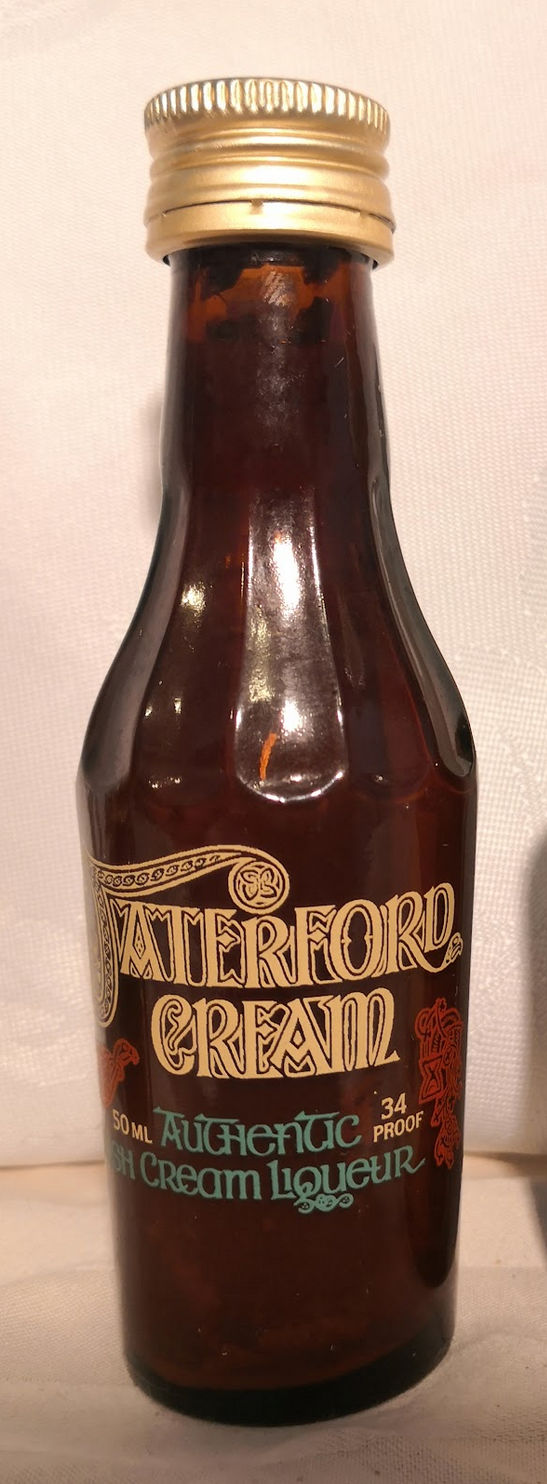 WATERFORD
CREAM
50 ML AUTHENTIC 34 PROOF
CREAM LIQUEUR